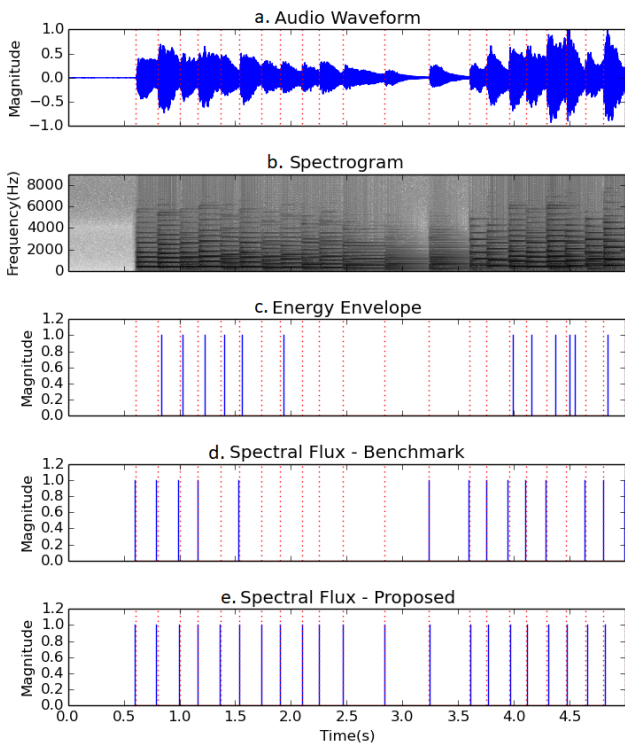 a. Audio Waveform
1.0
0.5
0.0
−0.5
−1.0
Magnitude
b. Spectrogram
8000
6000
4000
2000
0
Frequency(Hz)
c. Energy Envelope
1.2
1.0
0.8
0.6
0.4
0.2
0.0
Magnitude
d. Spectral Flux - Benchmark
1.2
1.0
0.8
0.6
0.4
0.2
0.0
Magnitude
e. Spectral Flux - Proposed
1.2
1.0
0.8
0.6
0.4
0.2
0.0
Magnitude
0.0 0.5 1.0 1.5 2.0 2.5 3.0 3.5 4.0 4.5
Time(s)